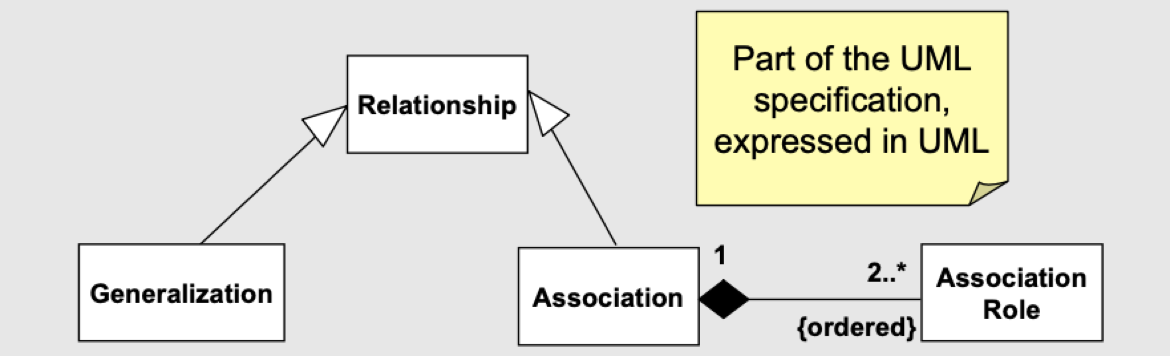 Part of the UML
specification,
expressed in UML
Relationship
Generalization
Association
1
2..*
{ordered}
Association
Role